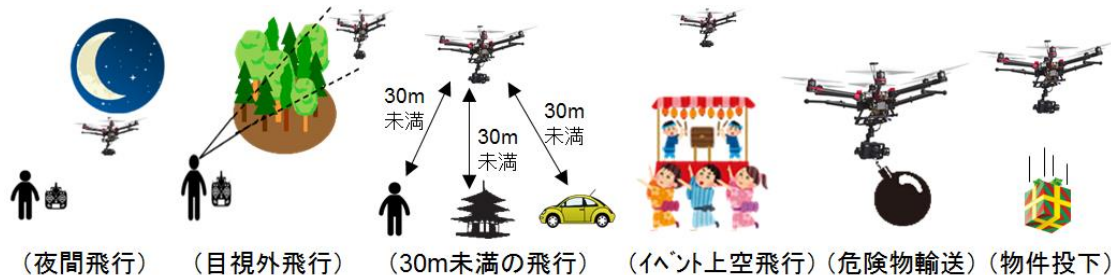 30m
未満
30m
未満
30m
未満
（夜間飛行）
（目視外飛行）
（30m未満の飛行）
（ｲﾍﾞﾝﾄ上空飛行）
（危険物輸送）
（物件投下）